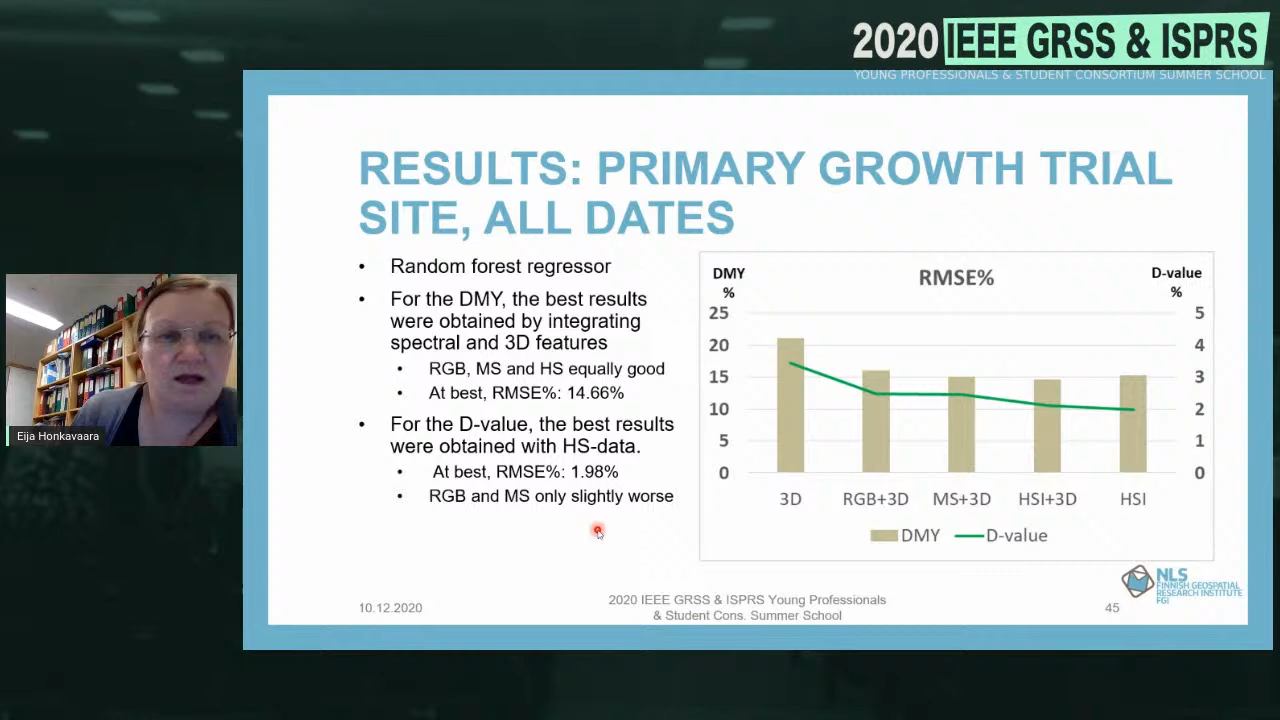 2020 IEEE GRSS & ISPRS
YOUNG PROFESSIONALS & STUDENT CONSORTIUM SUMMER SCHOOL
RESULTS: PRIMARY GROWTH TRIAL
SITE, ALL DATES
• Random forest regressor
• For the DMY, the best results
were obtained by integrating
spectral and 3D features
• RGB, MS and HS equally good
• At best, RMSE%: 14.66%
• For the D-value, the best results
were obtained with HS-data.
• At best, RMSE%: 1.98%
• RGB and MS only slightly worse
DMY
%
RMSE%
D-value
%
25
20
15
10
5
0
5
4
3
2
1
0
3D RGB+3D MS+3D HSI+3D HSI
DMY D-value
Eija Honkavaara
10.12.2020
2020 IEEE GRSS & ISPRS Young Professionals
& Student Cons. Summer School
45
NLS
FINNISH GEOSPATIAL
RESEARCH INSTITUTE
FGI